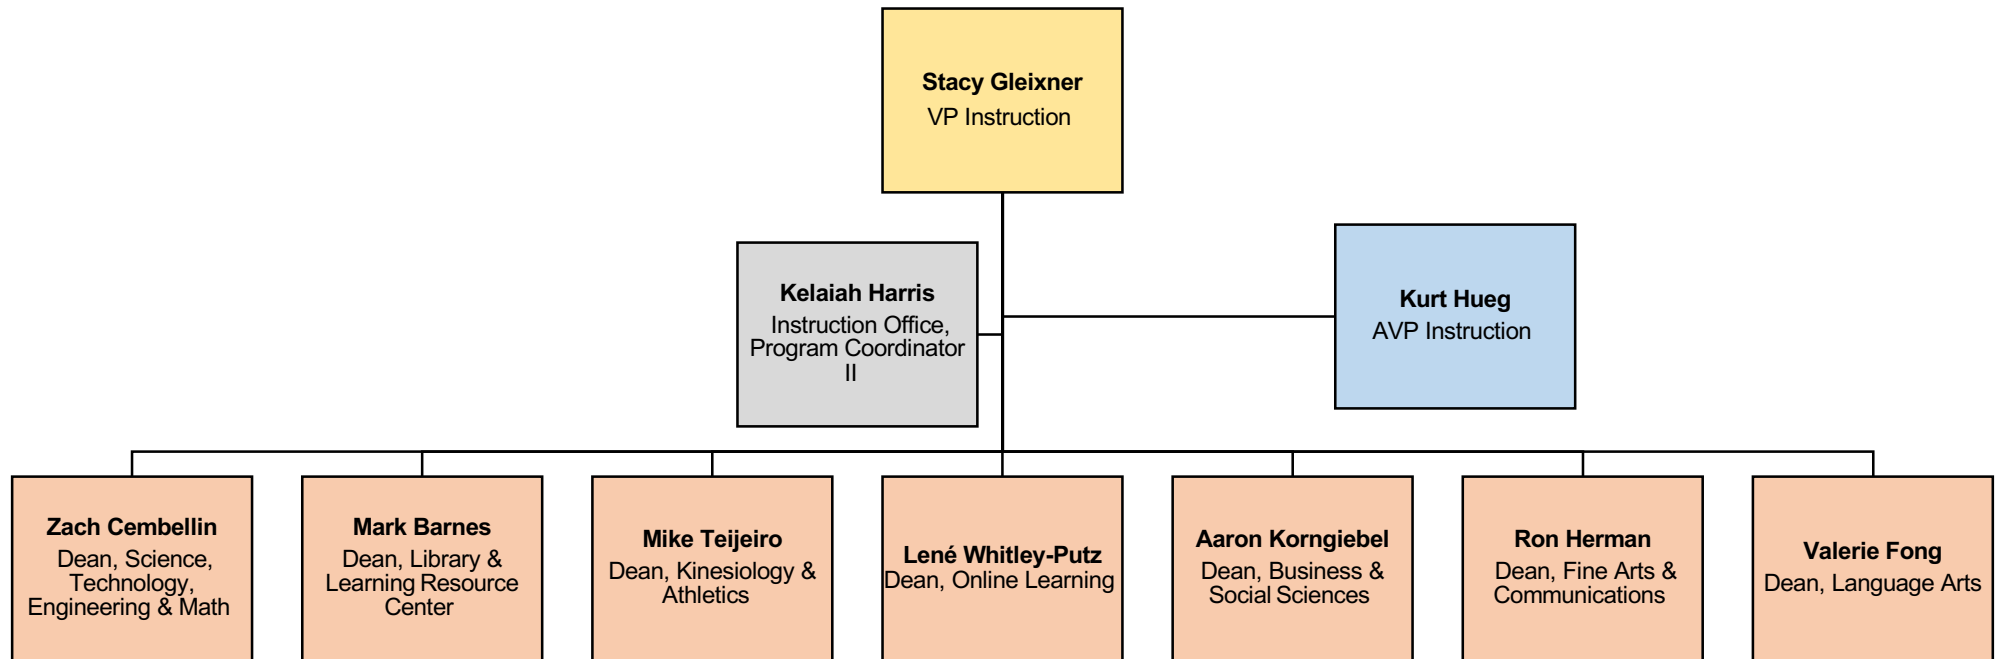 Stacy Gleixner
VP Instruction
Kelaiah Harris
Instruction Office,
Program Coordinator
II
Kurt Hueg
AVP Instruction
Zach Cembellin
Dean, Science,
Technology,
Engineering & Math
Mark Barnes
Dean, Library &
Learning Resource
Center
Mike Teijeiro
Dean, Kinesiology &
Athletics
Lené Whitley-Putz
Dean, Online Learning
Aaron Korngiebel
Dean, Business &
Social Sciences
Ron Herman
Dean, Fine Arts &
Communications
Valerie Fong
Dean, Language Arts